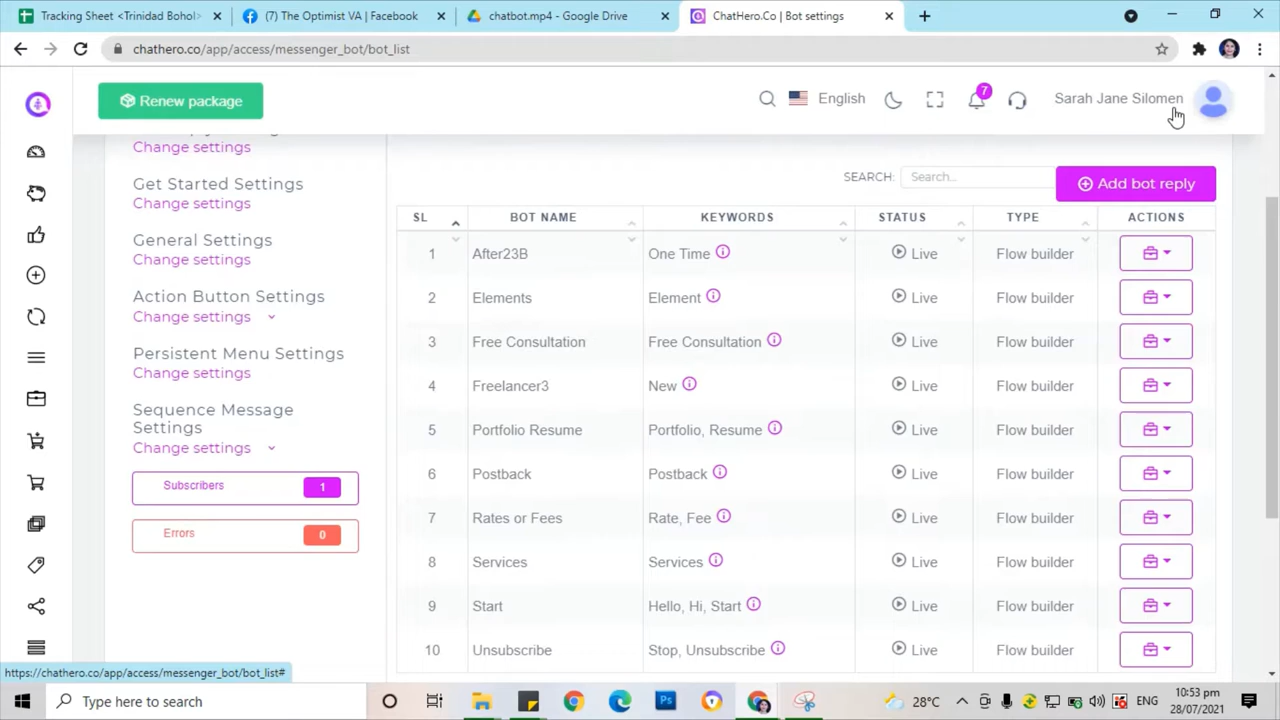 Tracking Sheet <Trinidad Bohol>
(7) The Optimist VA | Facebook
chatbot.mp4 - Google Drive
ChatHero.Co | Bot settings
chathero.co/app/access/messenger_bot/bot_list
Renew package
English
7
Sarah Jane Silomen
Change settings
Get Started Settings
Change settings
General Settings
Change settings
Action Button Settings
Change settings
Persistent Menu Settings
Change settings
Sequence Message
Settings
Change settings
Subscribers 1
Errors 0
SEARCH: Search...
Add bot reply
SL BOT NAME KEYWORDS STATUS TYPE ACTIONS
1 After23B One Time Live Flow builder
2 Elements Element Live Flow builder
3 Free Consultation Free Consultation Live Flow builder
4 Freelancer3 New Live Flow builder
5 Portfolio Resume Portfolio, Resume Live Flow builder
6 Postback Postback Live Flow builder
7 Rates or Fees Rate, Fee Live Flow builder
8 Services Services Live Flow builder
9 Start Hello, Hi, Start Live Flow builder
10 Unsubscribe Stop, Unsubscribe Live Flow builder
https://chathero.co/app/access/messenger_bot/bot_list#
Type here to search
Ps
28°C
ENG
10:53 pm
28/07/2021